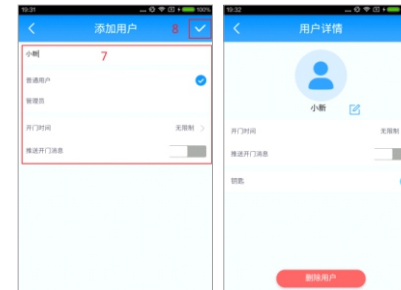 19:31
100%
添加用户
8
小新
7
普通用户
管理员
开门时间
无限制
推送开门消息
19:32
100%
用户详情
小新
开门时间
无限制
推送开门消息
钥匙
删除用户